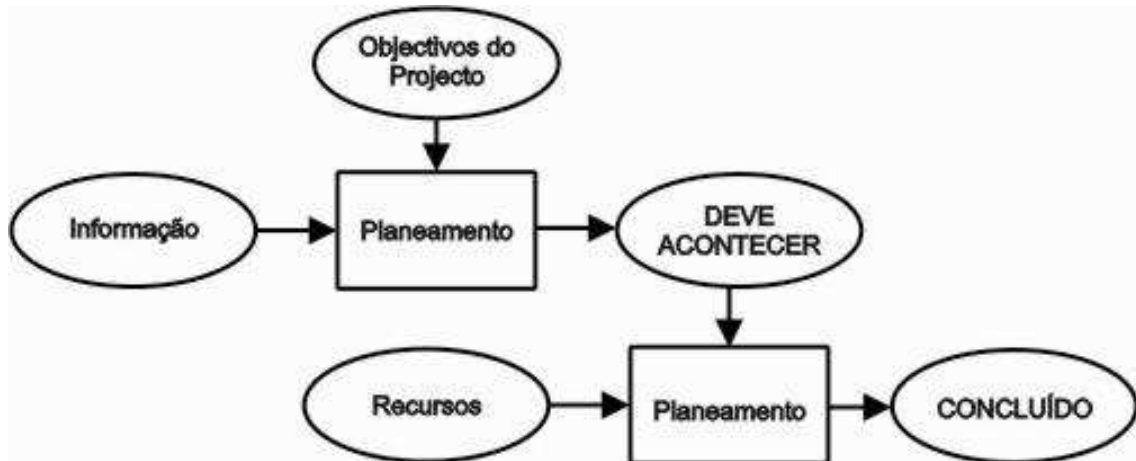 Objectivos do
Projecto
Informação
Planeamento
DEVE
ACONTECER
Recursos
Planeamento
CONCLUÍDO